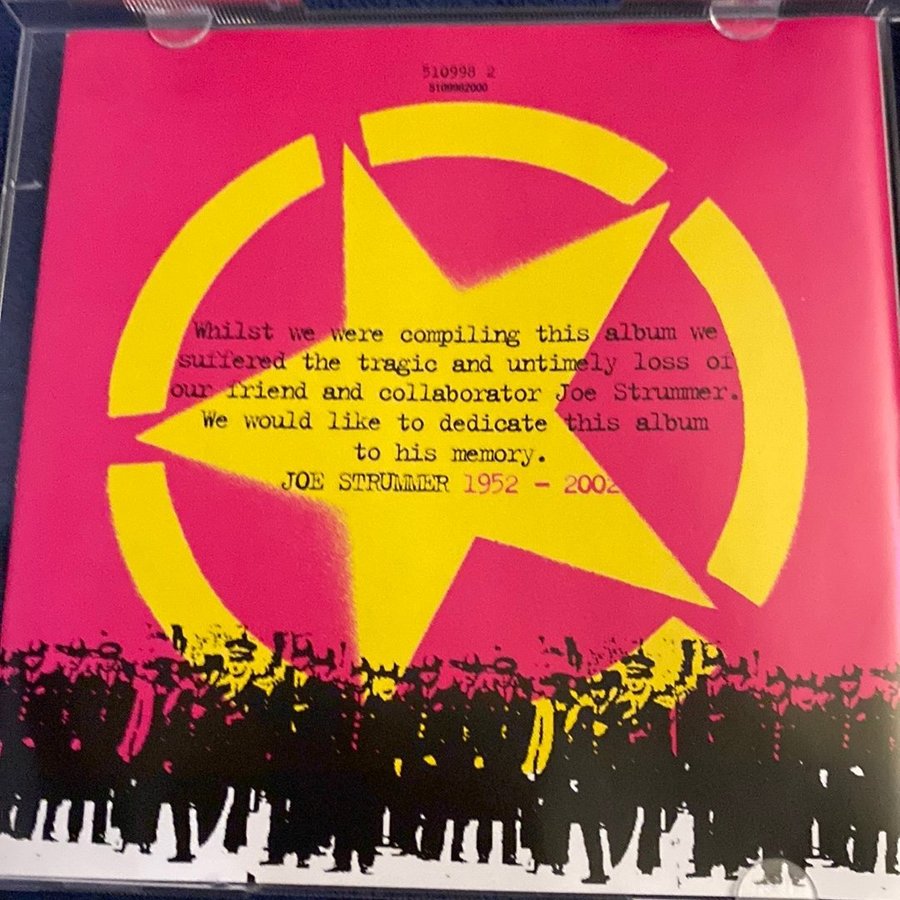 510998 2
5109982000
Whilst we were compiling this album we
suffered the tragic and untimely loss of
our friend and collaborator Joe Strummer.
We would like to dedicate this album
to his memory.
JOE STRUMMER 1952 - 2002